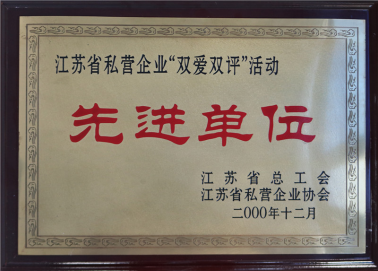 江苏省私营企业“双爱双评”活动
先进单位
江苏省总工会
江苏省私营企业协会
二000年十二月